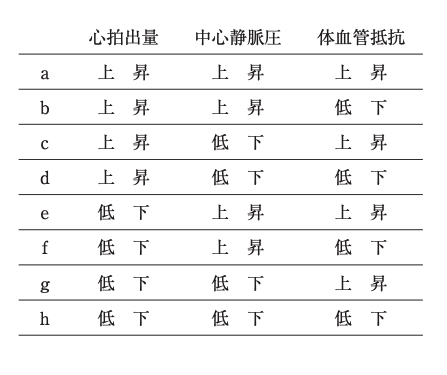 心拍出量 中心静脈圧 体血管抵抗
a 上昇 上昇 上昇
b 上昇 上昇 低下
c 上昇 低下 上昇
d 上昇 低下 低下
e 低下 上昇 上昇
f 低下 上昇 低下
g 低下 低下 上昇
h 低下 低下 低下